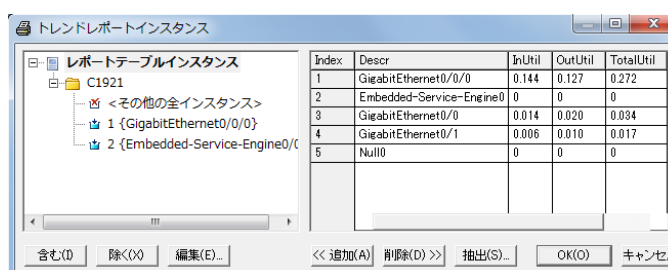 トレンドレポートインスタンス
レポートテーブルインスタンス
C1921
<その他の全インスタンス>
1 {GigabitEthernet0/0/0}
2 {Embedded-Service-Engine0/0
Index Descr InUtil OutUtil TotalUtil
1 GigabitEthernet0/0/0 0.144 0.127 0.272
2 Embedded-Service-Engine0 0 0 0
3 GigabitEthernet0/0 0.014 0.020 0.034
4 GigabitEthernet0/1 0.006 0.010 0.017
5 Null0 0 0 0
含む(I) 除く(X) 編集(E)... << 追加(A) 削除(D) >> 抽出(S)... OK(O) キャンセ